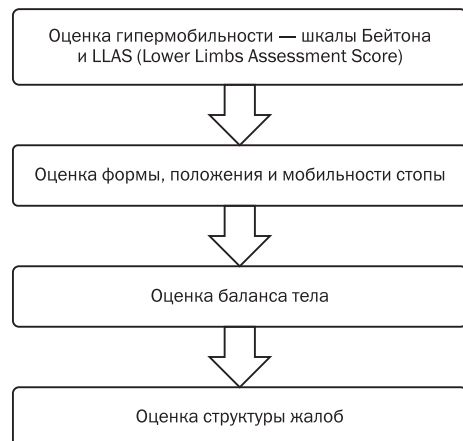 Оценка гипермобильности — шкалы Бейтона
и LLAS (Lower Limbs Assessment Score)
Оценка формы, положения и мобильности стопы
Оценка баланса тела
Оценка структуры жалоб